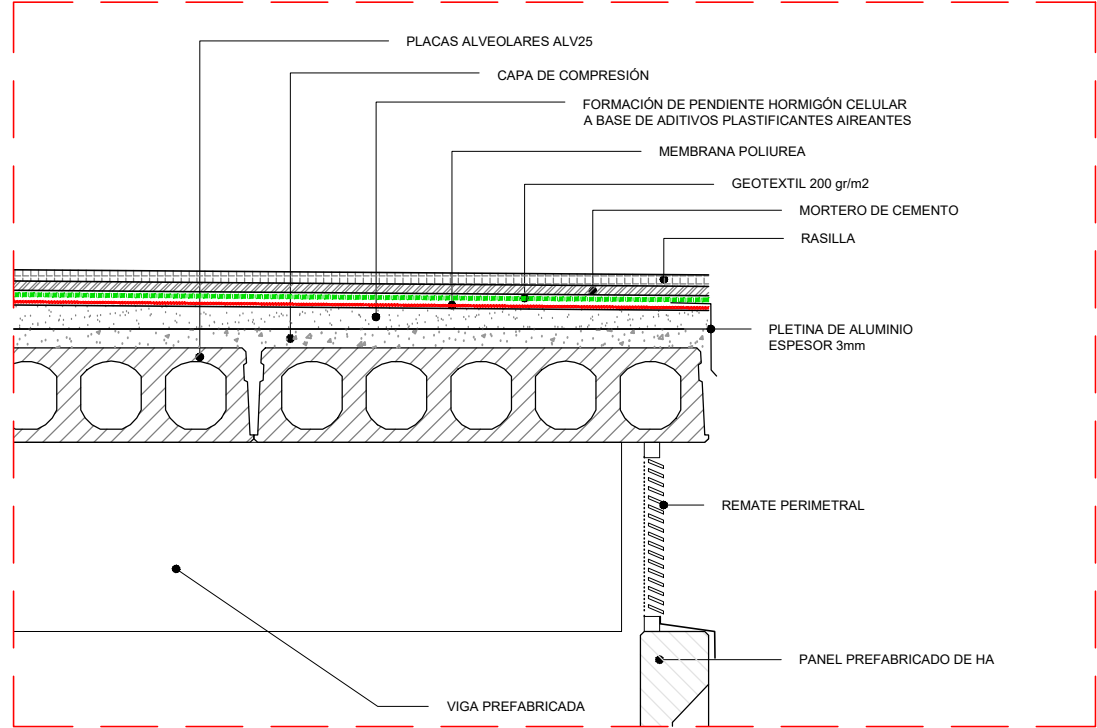 PLACAS ALVEOLARES ALV25
CAPA DE COMPRESIÓN
FORMACIÓN DE PENDIENTE HORMIGÓN CELULAR
A BASE DE ADITIVOS PLASTIFICANTES AIREANTES
MEMBRANA POLIUREA
GEOTEXTIL 200 gr/m2
MORTERO DE CEMENTO
RASILLA
PLETINA DE ALUMINIO
ESPESOR 3mm
REMATE PERIMETRAL
PANEL PREFABRICADO DE HA
VIGA PREFABRICADA